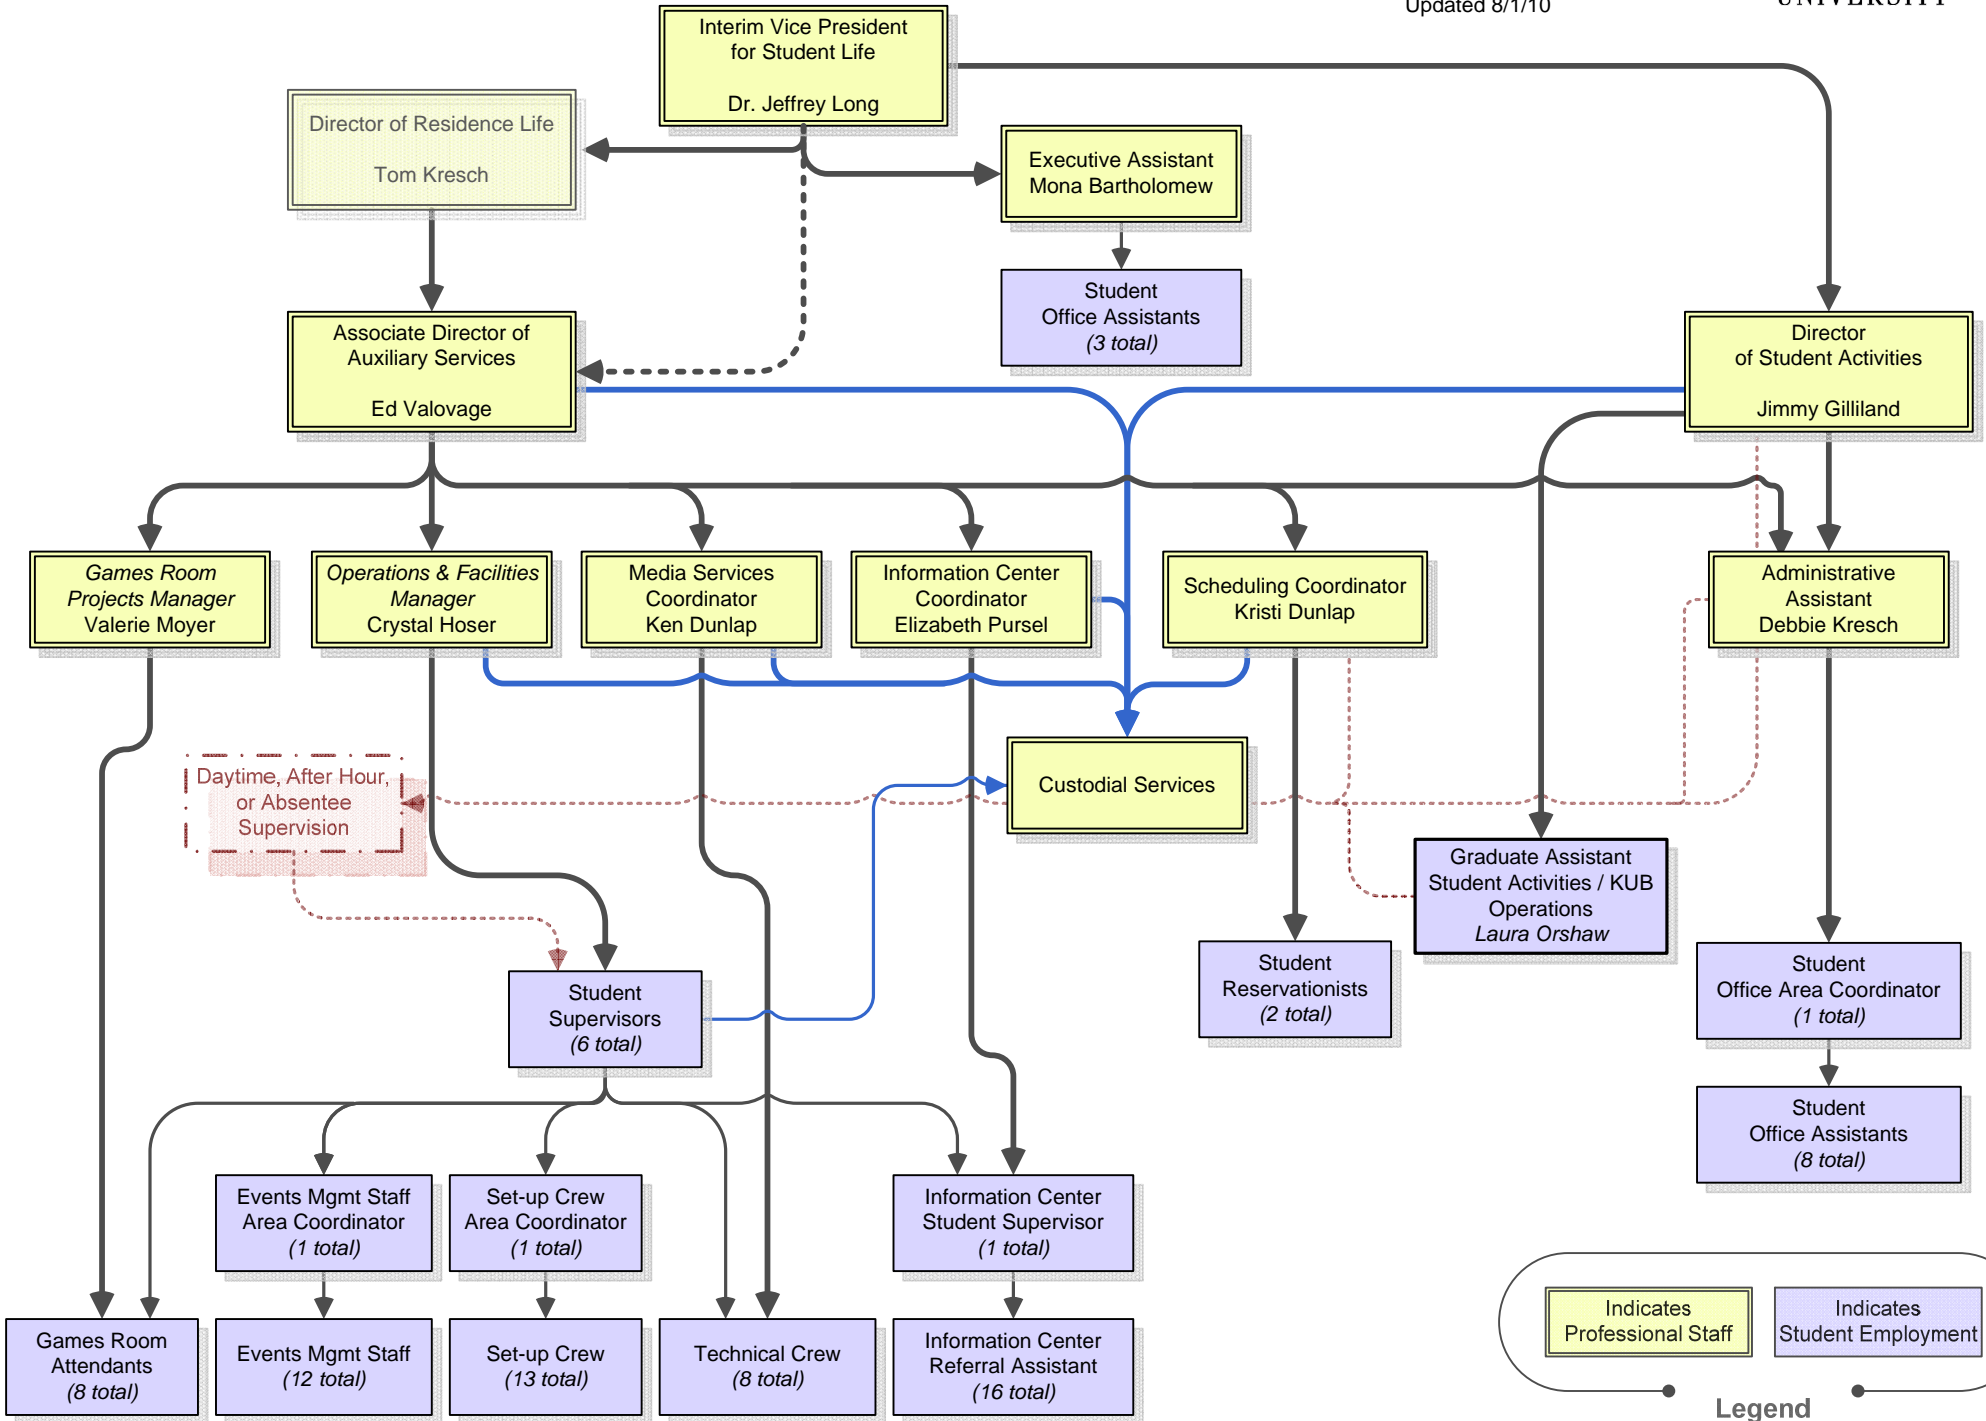 Updated 8/1/10
UNIVERSITY
Interim Vice President
for Student Life
Dr. Jeffrey Long
Director of Residence Life
Tom Kresch
Executive Assistant
Mona Bartholomew
Student
Office Assistants
(3 total)
Associate Director of
Auxiliary Services
Ed Valovage
Director
of Student Activities
Jimmy Gilliland
Games Room
Projects Manager
Valerie Moyer
Operations & Facilities
Manager
Crystal Hoser
Media Services
Coordinator
Ken Dunlap
Information Center
Coordinator
Elizabeth Pursel
Scheduling Coordinator
Kristi Dunlap
Administrative
Assistant
Debbie Kresch
Daytime, After Hour,
or Absentee
Supervision
Custodial Services
Graduate Assistant
Student Activities / KUB
Operations
Laura Orshaw
Student
Supervisors
(6 total)
Student
Reservationists
(2 total)
Student
Office Area Coordinator
(1 total)
Student
Office Assistants
(8 total)
Events Mgmt Staff
Area Coordinator
(1 total)
Set-up Crew
Area Coordinator
(1 total)
Information Center
Student Supervisor
(1 total)
Games Room
Attendants
(8 total)
Events Mgmt Staff
(12 total)
Set-up Crew
(13 total)
Technical Crew
(8 total)
Information Center
Referral Assistant
(16 total)
Indicates
Professional Staff
Indicates
Student Employment
Legend